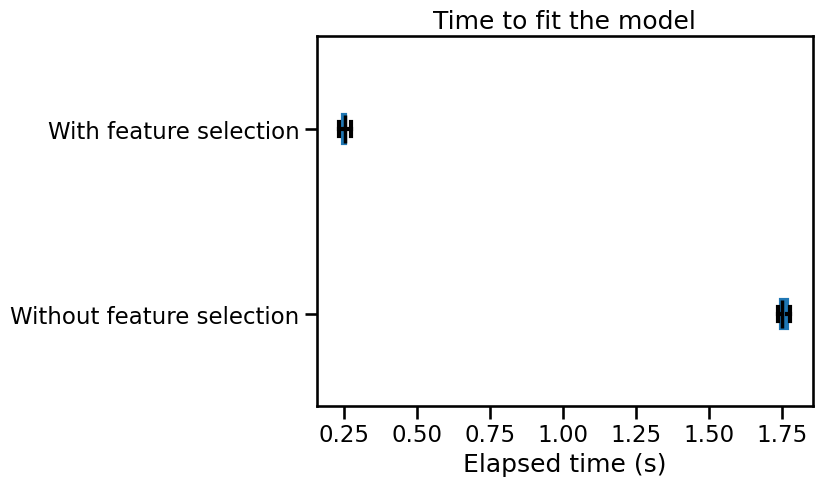 Time to fit the model
With feature selection
Without feature selection
0.25 0.50 0.75 1.00 1.25 1.50 1.75
Elapsed time (s)